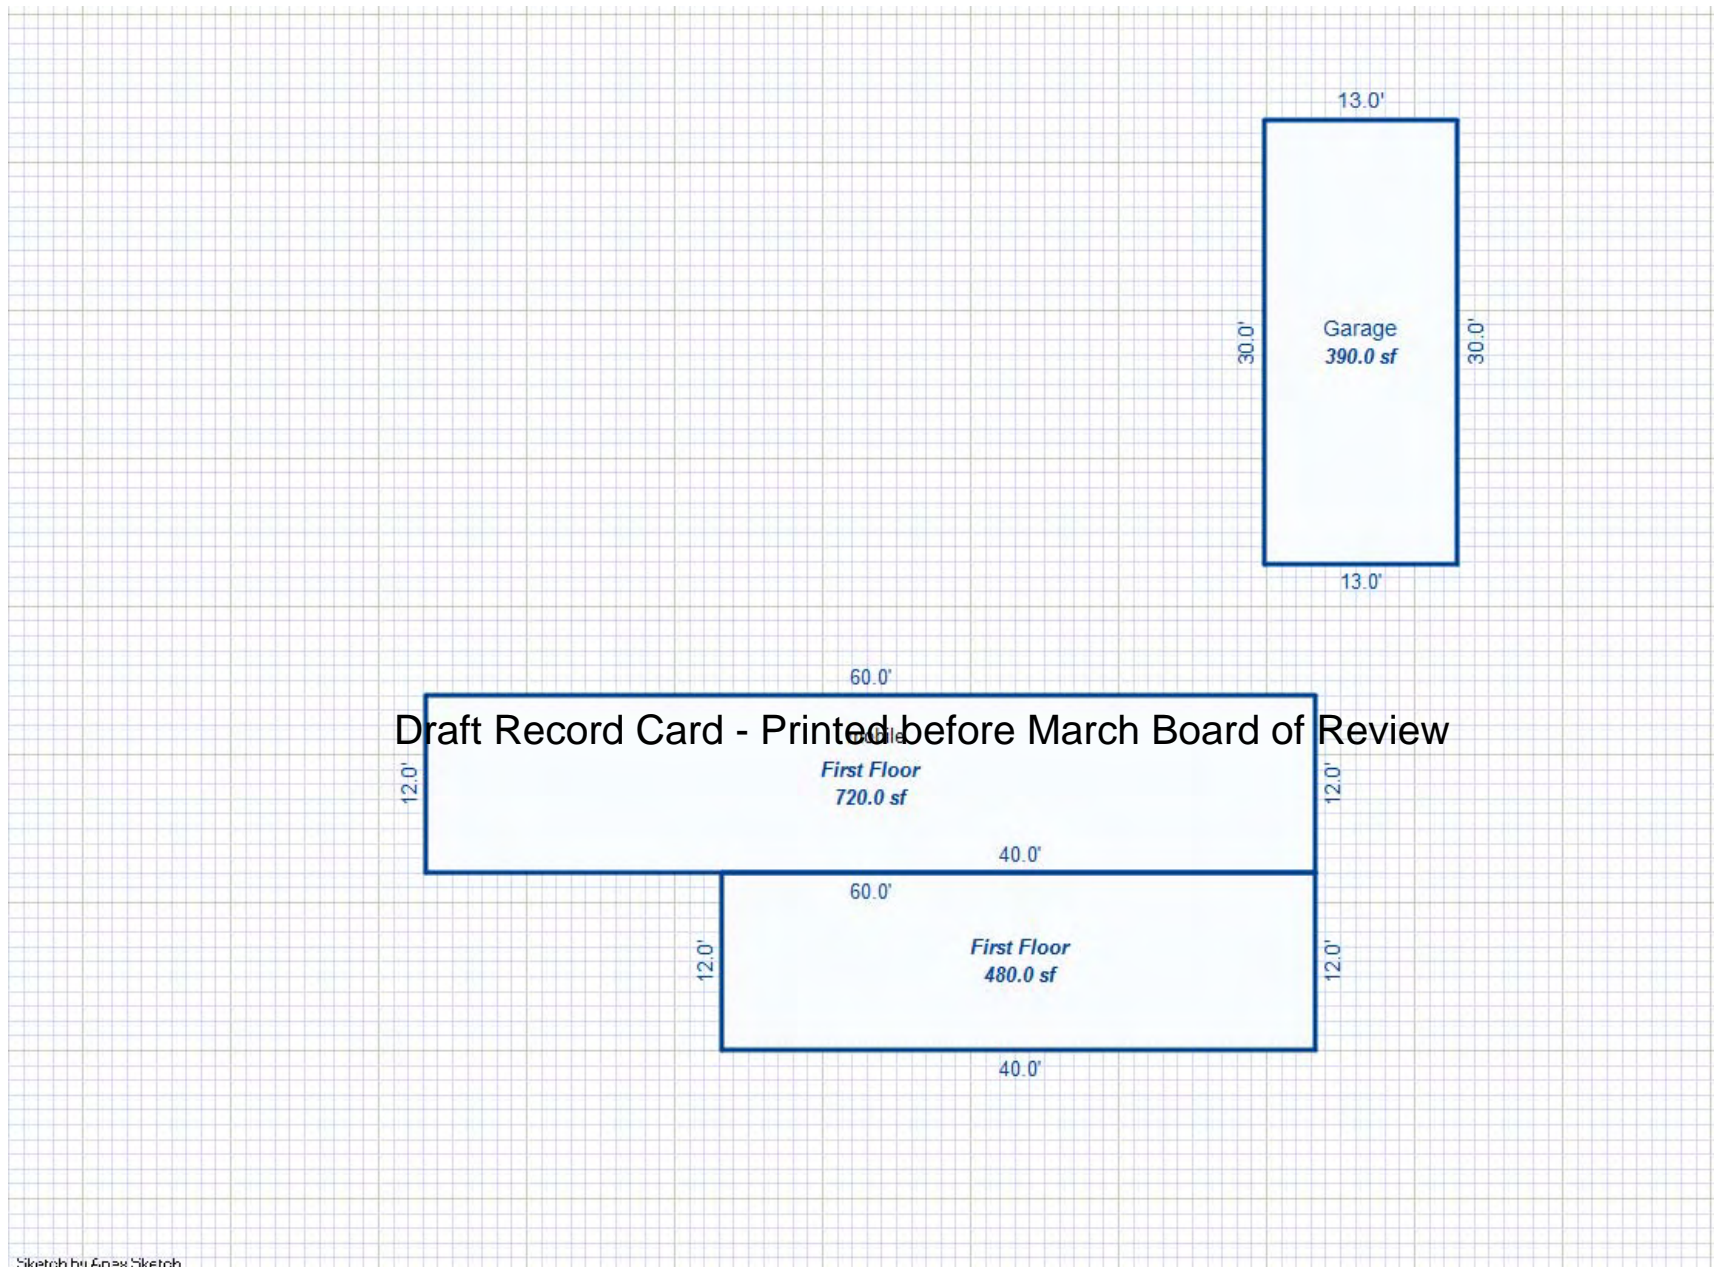 13.0'
30.0'
Garage
390.0 sf
30.0'
13.0'
60.0'
Draft Record Card - Printed before March Board of Review
mobile
12.0'
First Floor
720.0 sf
12.0'
40.0'
60.0'
12.0'
First Floor
480.0 sf
12.0'
40.0'
Sketch by Apex Sketch